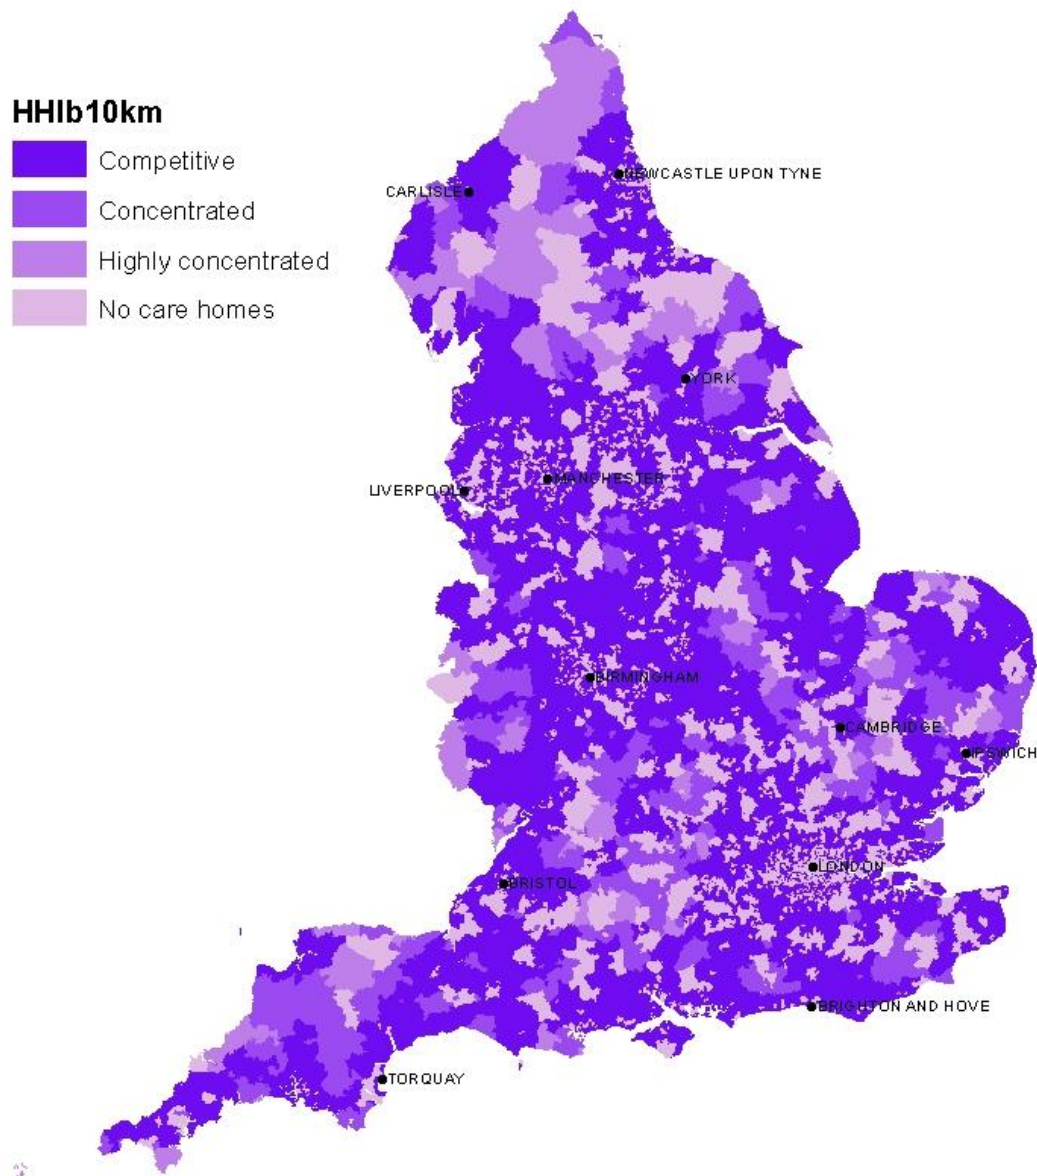 HHIb10km
Competitive
Concentrated
Highly concentrated
No care homes
NEWCASTLE UPON TYNE
CARLISLE
YORK
MANCHESTER
LIVERPOOL
BIRMINGHAM
CAMBRIDGE
IPSWICH
LONDON
BRISTOL
BRIGHTON AND HOVE
TORQUAY